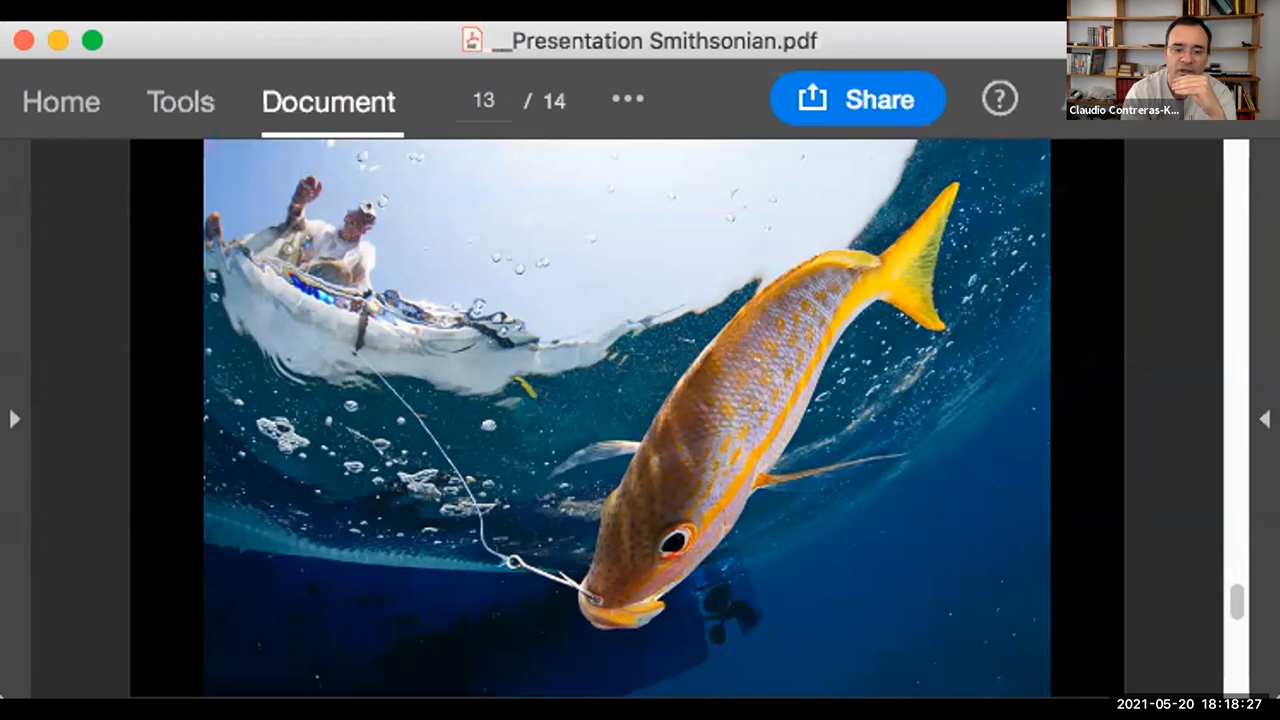 __Presentation Smithsonian.pdf
Home
Tools
Document
13 / 14
•••
Share
?
Claudio Contreras-K...
2021-05-20 18:18:27